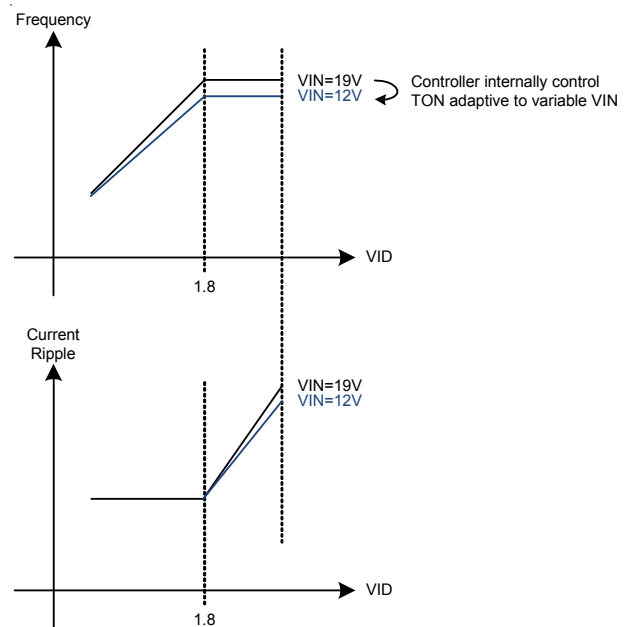 Frequency
VIN=19V
VIN=12V
Controller internally control
TON adaptive to variable VIN
VID
1.8
Current
Ripple
VIN=19V
VIN=12V
VID
1.8